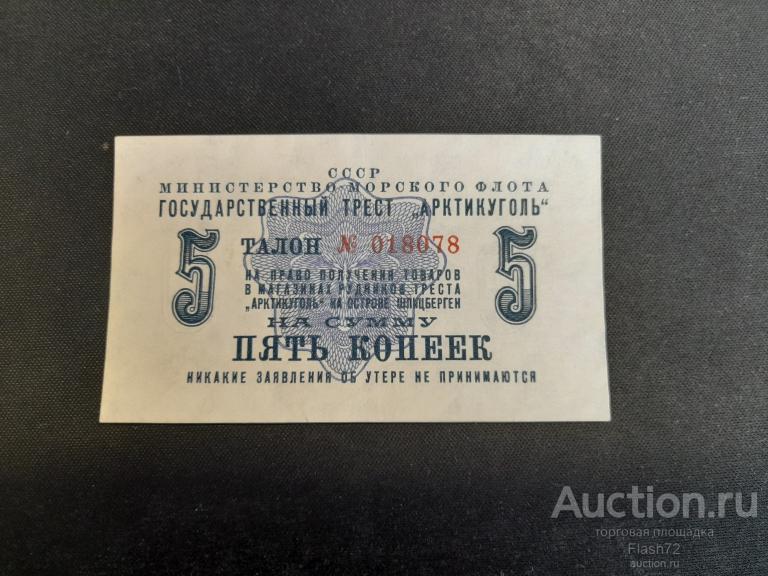 СССР
МИНИСТЕРСТВО МОРСКОГО ФЛОТА
ГОСУДАРСТВЕННЫЙ ТРЕСТ „АРКТИКУГОЛЬ“
5 ТАЛОН № 018078 5
НА ПРАВО ПОЛУЧЕНИЯ ТОВАРОВ
В МАГАЗИНАХ РУДНИКОВ ТРЕСТА
„АРКТИКУГОЛЬ“ НА ОСТРОВЕ ШПИЦБЕРГЕН
НА СУММУ
ПЯТЬ КОПЕЕК
НИКАКИЕ ЗАЯВЛЕНИЯ ОБ УТЕРЕ НЕ ПРИНИМАЮТСЯ
Auction.ru
торговая площадка
Flash72
auction.ru